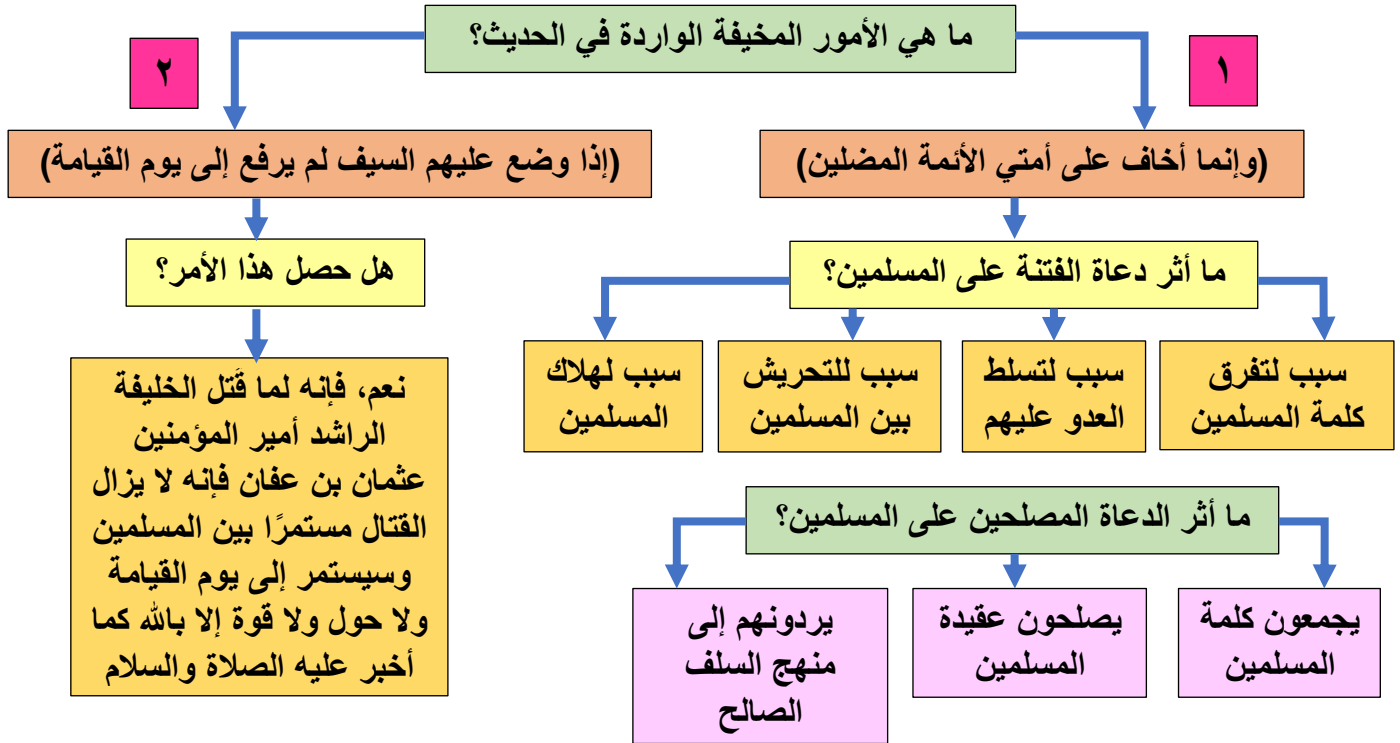 ما هي الأمور المخيفة الواردة في الحديث؟
١
(وإنما أخاف على أمتي الأئمة المضلين)
ما أثر دعاة الفتنة على المسلمين؟
سبب لتفرق
كلمة المسلمين
سبب لتسلط
العدو عليهم
سبب للتحريش
بين المسلمين
سبب لهلاك
المسلمين
ما أثر الدعاة المصلحين على المسلمين؟
يجمعون كلمة
المسلمين
يصلحون عقيدة
المسلمين
يردونهم إلى
منهج السلف
الصالح
٢
(إذا وضع عليهم السيف لم يرفع إلى يوم القيامة)
هل حصل هذا الأمر؟
نعم، فإنه لما قُتل الخليفة
الراشد أمير المؤمنين
عثمان بن عفان فإنه لا يزال
القتال مستمرًا بين المسلمين
وسيستمر إلى يوم القيامة
ولا حول ولا قوة إلا بالله كما
أخبر عليه الصلاة والسلام